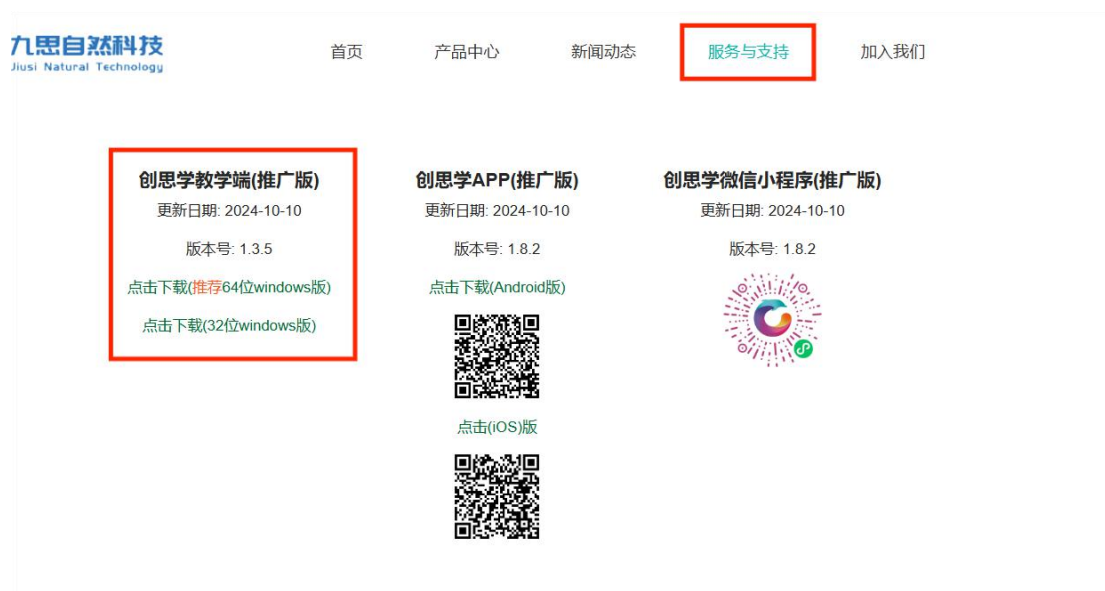 九思自然科技
Jiusi Natural Technology
首页
产品中心
新闻动态
服务与支持
加入我们
创思学教学端(推广版)
更新日期: 2024-10-10
版本号: 1.3.5
点击下载(推荐64位windows版)
点击下载(32位windows版)
创思学APP(推广版)
更新日期: 2024-10-10
版本号: 1.8.2
点击下载(Android版)
点击(iOS)版
创思学微信小程序(推广版)
更新日期: 2024-10-10
版本号: 1.8.2